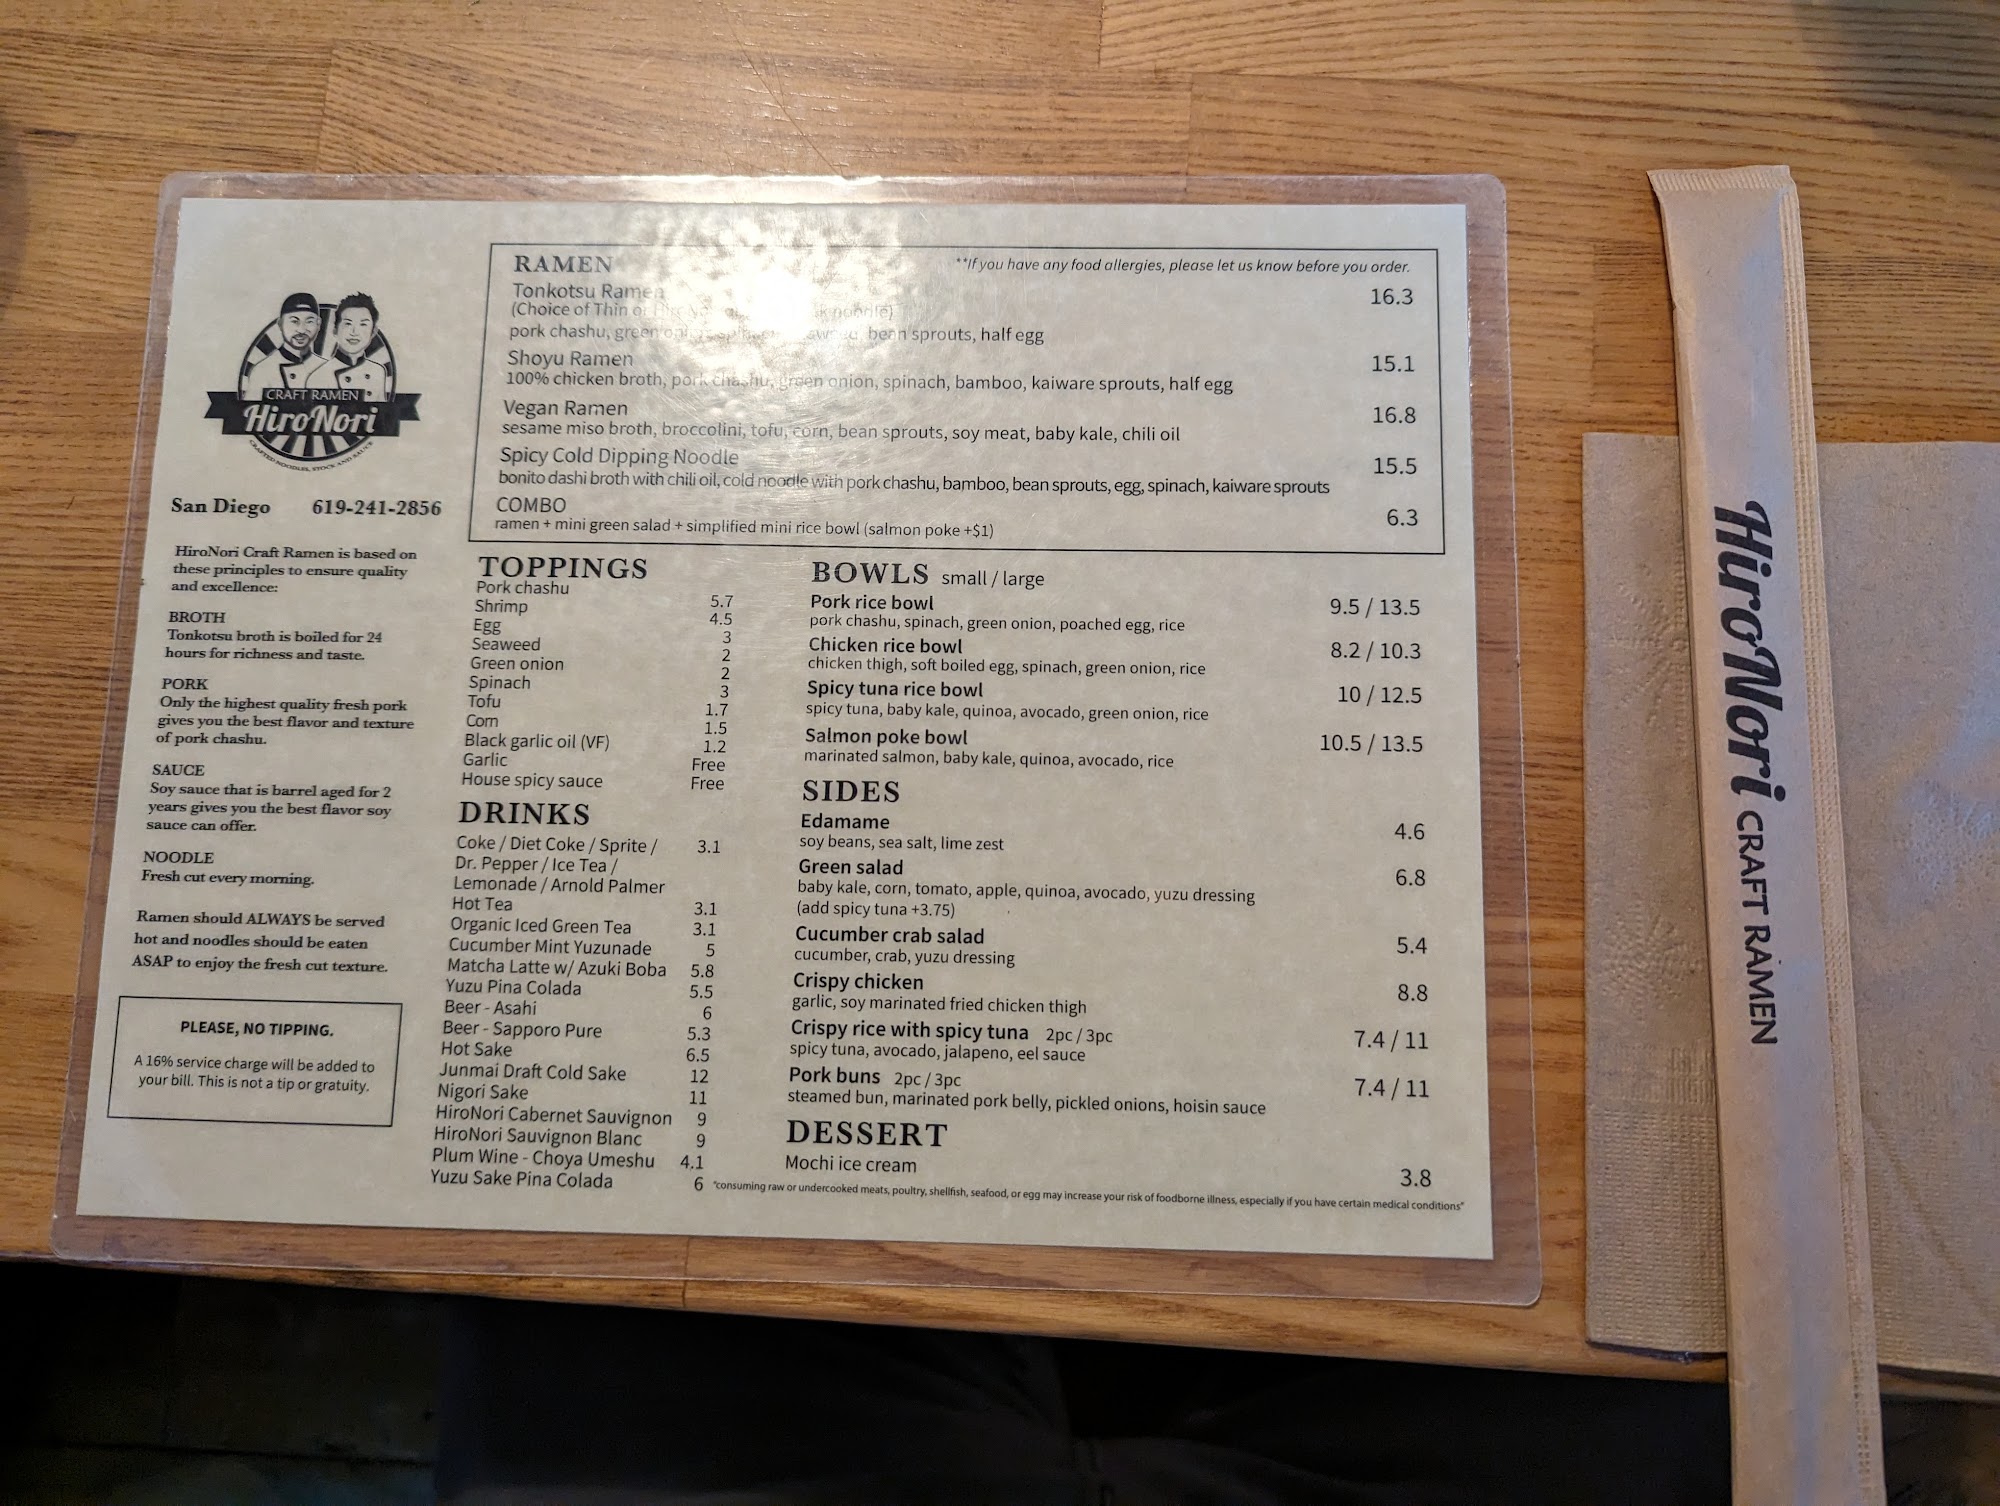 CRAFT RAMEN
HiroNori
CRAFTED NOODLES, STOCK AND SAUCE
San Diego 619-241-2856
HiroNori Craft Ramen is based on
these principles to ensure quality
and excellence:
BROTH
Tonkotsu broth is boiled for 24
hours for richness and taste.
PORK
Only the highest quality fresh pork
gives you the best flavor and texture
of pork chashu.
SAUCE
Soy sauce that is barrel aged for 2
years gives you the best flavor soy
sauce can offer.
NOODLE
Fresh cut every morning.
Ramen should ALWAYS be served
hot and noodles should be eaten
ASAP to enjoy the fresh cut texture.
PLEASE, NO TIPPING.
A 16% service charge will be added to
your bill. This is not a tip or gratuity.
RAMEN **If you have any food allergies, please let us know before you order.
Tonkotsu Ramen 16.3
(Choice of Thin or noodle)
pork chashu, green bean sprouts, half egg
Shoyu Ramen 15.1
100% chicken broth, pork chashu, green onion, spinach, bamboo, kaiware sprouts, half egg
Vegan Ramen 16.8
sesame miso broth, broccolini, tofu, corn, bean sprouts, soy meat, baby kale, chili oil
Spicy Cold Dipping Noodle 15.5
bonito dashi broth with chili oil, cold noodle with pork chashu, bamboo, bean sprouts, egg, spinach, kaiware sprouts
COMBO 6.3
ramen + mini green salad + simplified mini rice bowl (salmon poke +$1)
TOPPINGS
Pork chashu 5.7
Shrimp 4.5
Egg 3
Seaweed 2
Green onion 2
Spinach 3
Tofu 1.7
Corn 1.5
Black garlic oil (VF) 1.2
Garlic Free
House spicy sauce Free
DRINKS
Coke / Diet Coke / Sprite / 3.1
Dr. Pepper / Ice Tea /
Lemonade / Arnold Palmer
Hot Tea 3.1
Organic Iced Green Tea 3.1
Cucumber Mint Yuzunade 5
Matcha Latte w/ Azuki Boba 5.8
Yuzu Pina Colada 5.5
Beer - Asahi 6
Beer - Sapporo Pure 5.3
Hot Sake 6.5
Junmai Draft Cold Sake 12
Nigori Sake 11
HiroNori Cabernet Sauvignon 9
HiroNori Sauvignon Blanc 9
Plum Wine - Choya Umeshu 4.1
Yuzu Sake Pina Colada 6
BOWLS small / large
Pork rice bowl 9.5 / 13.5
pork chashu, spinach, green onion, poached egg, rice
Chicken rice bowl 8.2 / 10.3
chicken thigh, soft boiled egg, spinach, green onion, rice
Spicy tuna rice bowl 10 / 12.5
spicy tuna, baby kale, quinoa, avocado, green onion, rice
Salmon poke bowl 10.5 / 13.5
marinated salmon, baby kale, quinoa, avocado, rice
SIDES
Edamame 4.6
soy beans, sea salt, lime zest
Green salad 6.8
baby kale, corn, tomato, apple, quinoa, avocado, yuzu dressing
(add spicy tuna +3.75)
Cucumber crab salad 5.4
cucumber, crab, yuzu dressing
Crispy chicken 8.8
garlic, soy marinated fried chicken thigh
Crispy rice with spicy tuna 2pc / 3pc 7.4 / 11
spicy tuna, avocado, jalapeno, eel sauce
Pork buns 2pc / 3pc 7.4 / 11
steamed bun, marinated pork belly, pickled onions, hoisin sauce
DESSERT
Mochi ice cream 3.8
"consuming raw or undercooked meats, poultry, shellfish, seafood, or egg may increase your risk of foodborne illness, especially if you have certain medical conditions"
HiroNori CRAFT RAMEN